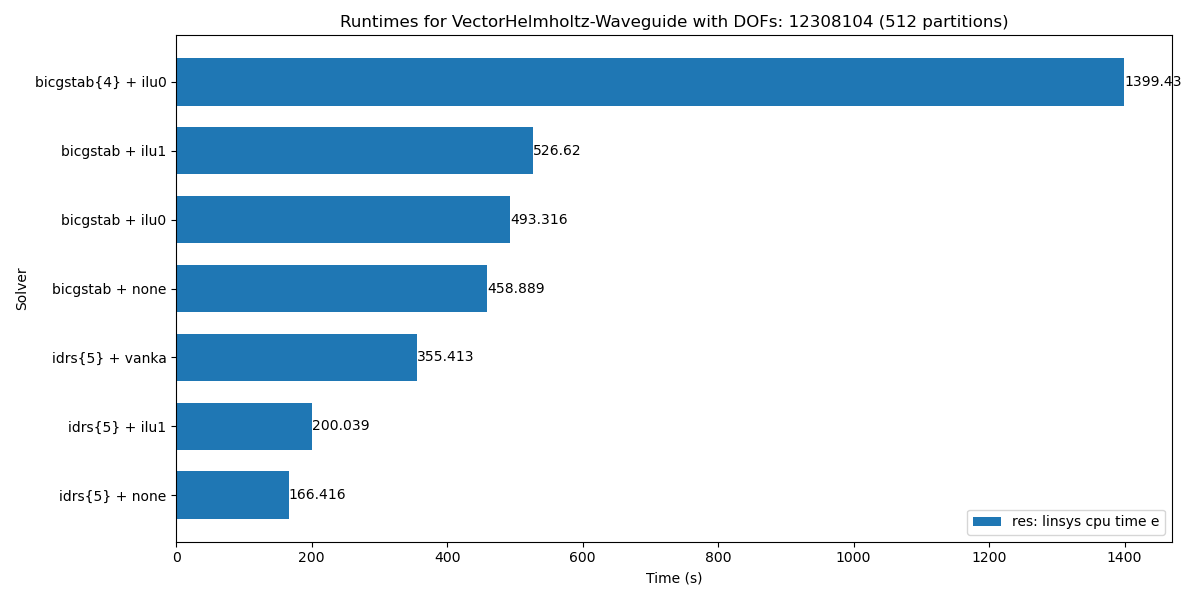 Runtimes for VectorHelmholtz-Waveguide with DOFs: 12308104 (512 partitions)
Solver
bicgstab{4} + ilu0
1399.43
bicgstab + ilu1
526.62
bicgstab + ilu0
493.316
bicgstab + none
458.889
idrs{5} + vanka
355.413
idrs{5} + ilu1
200.039
idrs{5} + none
166.416
res: linsys cpu time e
0 200 400 600 800 1000 1200 1400
Time (s)